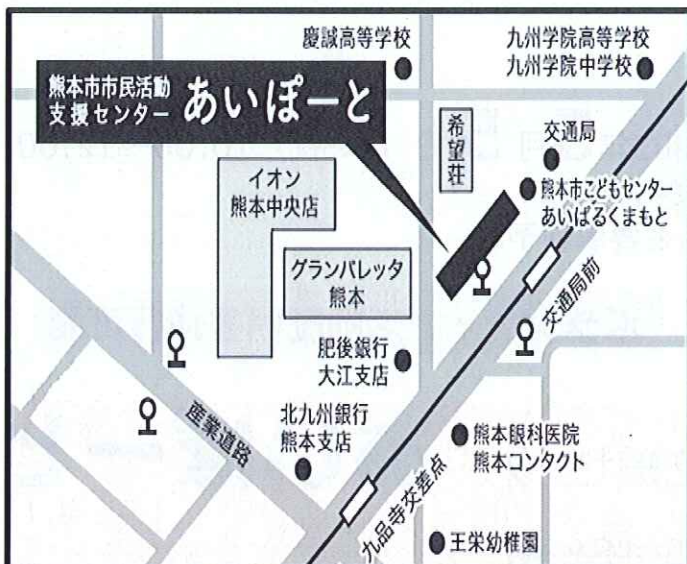 慶誠高等学校
九州学院高等学校
九州学院中学校
熊本市市民活動
支援センター あいぽーと
希望荘
交通局
熊本市こどもセンター
あいぱるくまもと
イオン
熊本中央店
グランパレッタ
熊本
交通局前
肥後銀行
大江支店
産業道路
北九州銀行
熊本支店
熊本眼科医院
熊本コンタクト
九品寺交差点
王栄幼稚園